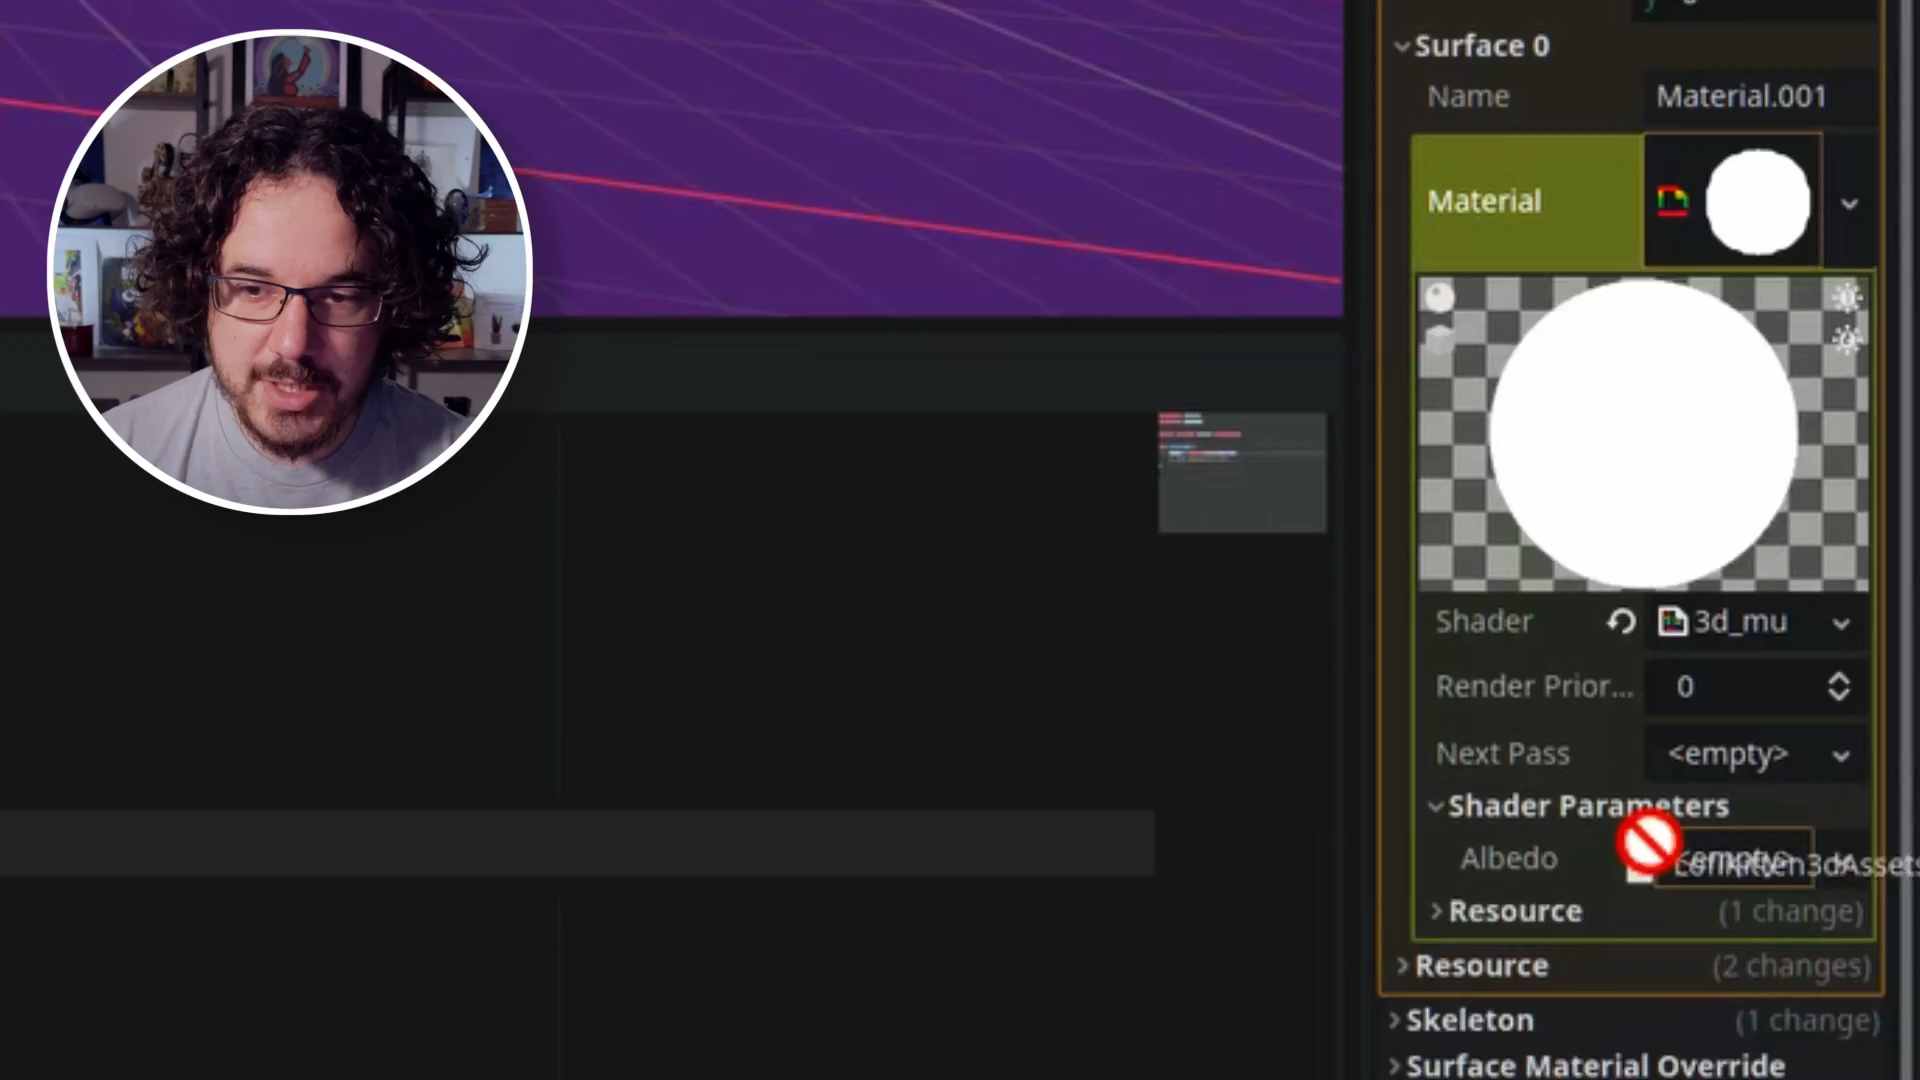 Surface 0
Name Material.001
Material
Shader 3d_mu
Render Prior... 0
Next Pass <empty>
Shader Parameters
Albedo <empty>
Resource (1 change)
Resource (2 changes)
Skeleton (1 change)
Surface Material Override